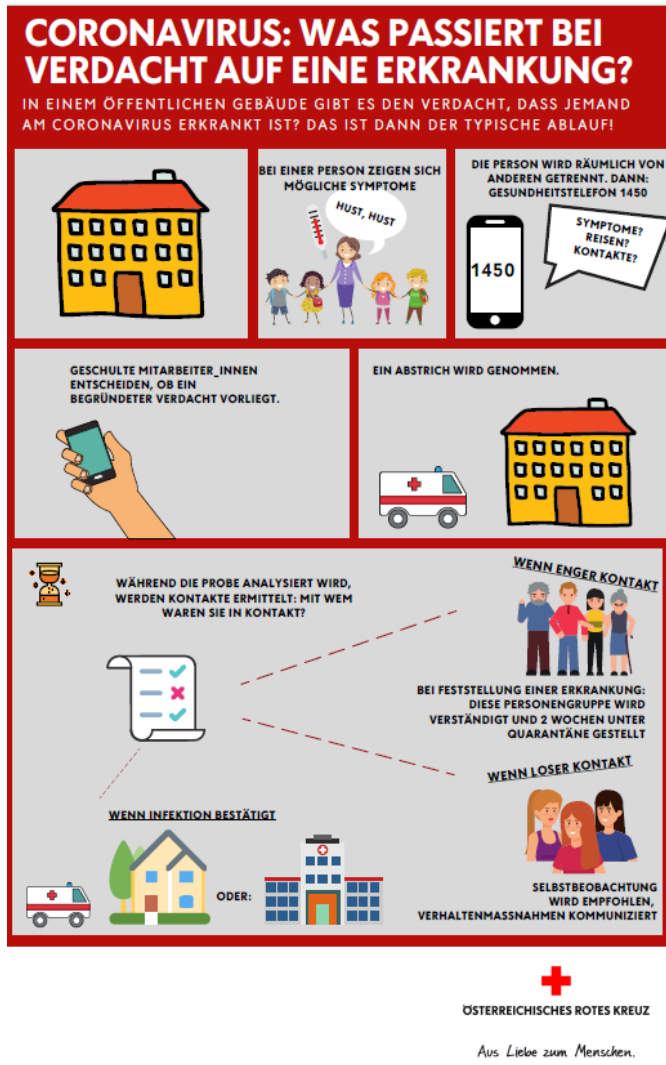 CORONAVIRUS: WAS PASSIERT BEI
VERDACHT AUF EINE ERKRANKUNG?
IN EINEM ÖFFENTLICHEN GEBÄUDE GIBT ES DEN VERDACHT, DASS JEMAND
AM CORONAVIRUS ERKRANKT IST? DAS IST DANN DER TYPISCHE ABLAUF!
BEI EINER PERSON ZEIGEN SICH
MÖGLICHE SYMPTOME
HUST, HUST
DIE PERSON WIRD RÄUMLICH VON
ANDEREN GETRENNT. DANN:
GESUNDHEITSTELEFON 1450
1450
SYMPTOME?
REISEN?
KONTAKTE?
GESCHULTE MITARBEITER_INNEN
ENTSCHEIDEN, OB EIN
BEGRÜNDETER VERDACHT VORLIEGT.
EIN ABSTRICH WIRD GENOMMEN.
WÄHREND DIE PROBE ANALYSIERT WIRD,
WERDEN KONTAKTE ERMITTELT: MIT WEM
WAREN SIE IN KONTAKT?
WENN ENGER KONTAKT
BEI FESTSTELLUNG EINER ERKRANKUNG:
DIESE PERSONENGRUPPE WIRD
VERSTÄNDIGT UND 2 WOCHEN UNTER
QUARANTÄNE GESTELLT
WENN LOSER KONTAKT
SELBSTBEOBACHTUNG
WIRD EMPFOHLEN,
VERHALTENMASSNAHMEN KOMMUNIZIERT
WENN INFEKTION BESTÄTIGT
ODER:
ÖSTERREICHISCHES ROTES KREUZ
Aus Liebe zum Menschen.